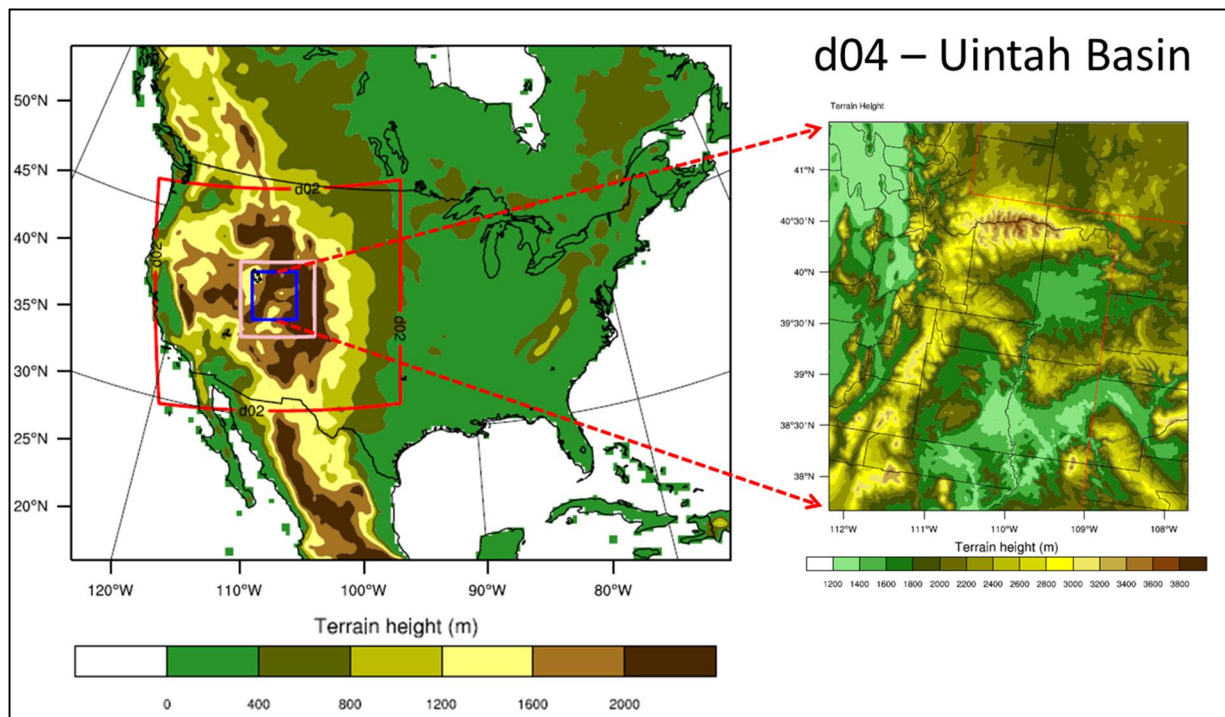 d04 – Uintah Basin
50°N
45°N
40°N
35°N
30°N
25°N
20°N
d02
d02
d02
d02
120°W
110°W
100°W
90°W
80°W
Terrain height (m)
0 400 800 1200 1600 2000
Terrain Height
41°N
40°30'N
40°N
39°30'N
39°N
38°30'N
38°N
112°W
111°W
110°W
109°W
108°W
Terrain height (m)
1200 1400 1600 1800 2000 2200 2400 2600 2800 3000 3200 3400 3600 3800